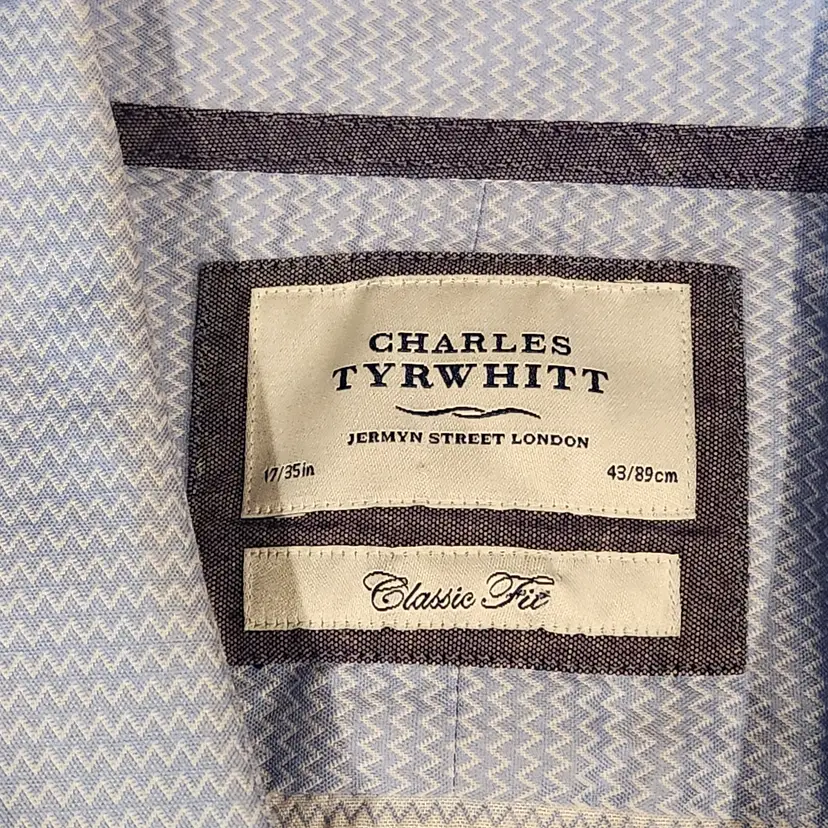 CHARLES
TYRWHITT
JERMYN STREET LONDON
17/35in 43/89cm
Classic Fit